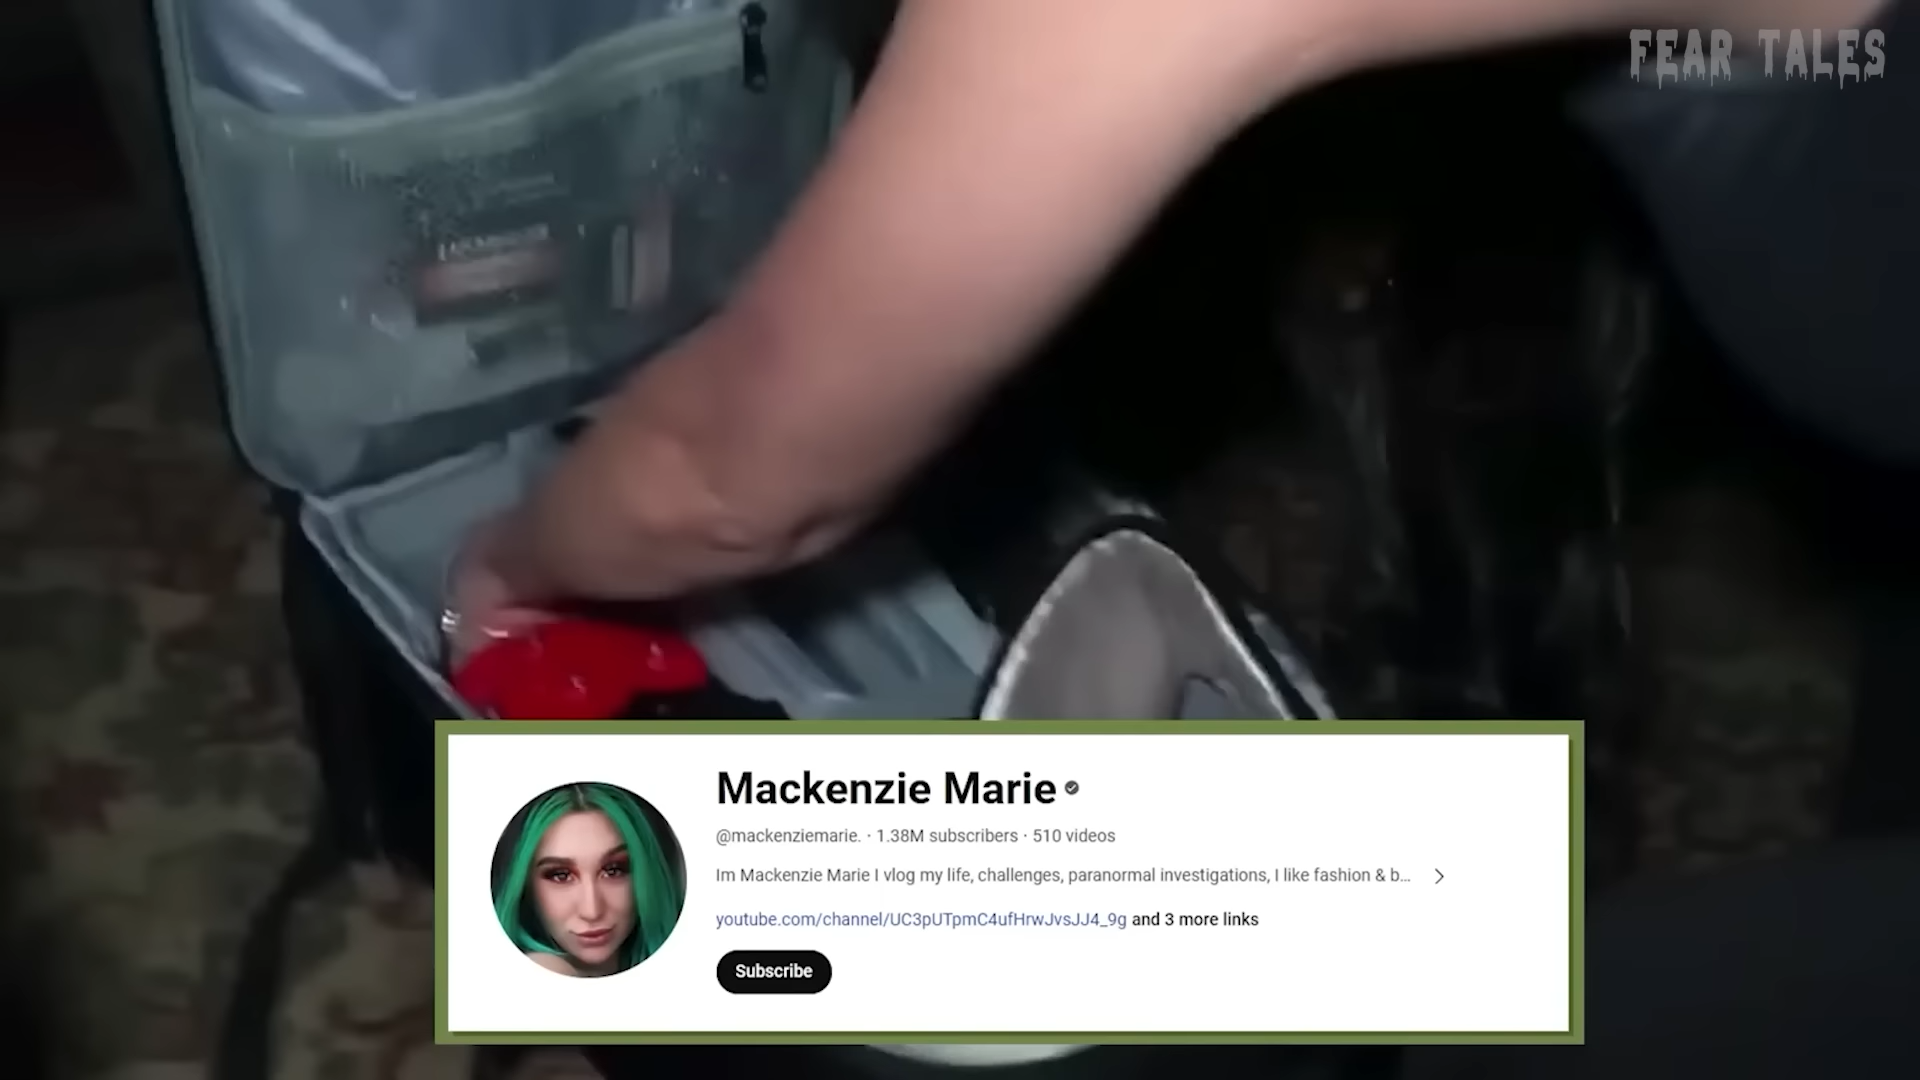 FEAR TALES
Mackenzie Marie
@mackenziemarie. · 1.38M subscribers · 510 videos
Im Mackenzie Marie I vlog my life, challenges, paranormal investigations, I like fashion & b...
youtube.com/channel/UC3pUTpmC4ufHrwJvsJJ4_9g and 3 more links
Subscribe